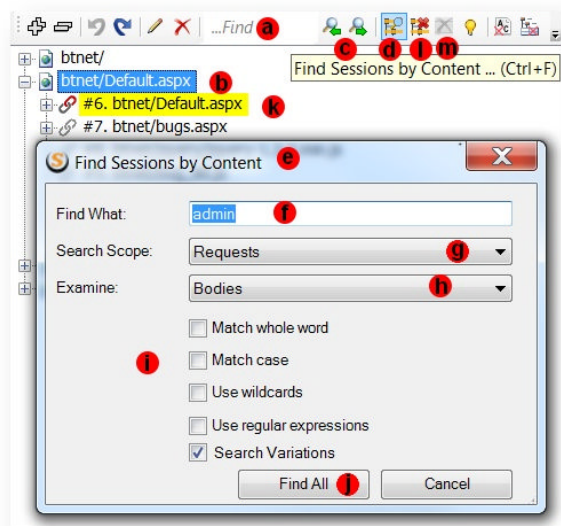 ...Find a
c d l m
btnet/
Find Sessions by Content ... (Ctrl+F)
btnet/Default.aspx b
#6. btnet/Default.aspx k
#7. btnet/bugs.aspx
S Find Sessions by Content e
Find What: admin f
Search Scope: Requests g
Examine: Bodies h
Match whole word
i Match case
Use wildcards
Use regular expressions
Search Variations
Find All j Cancel